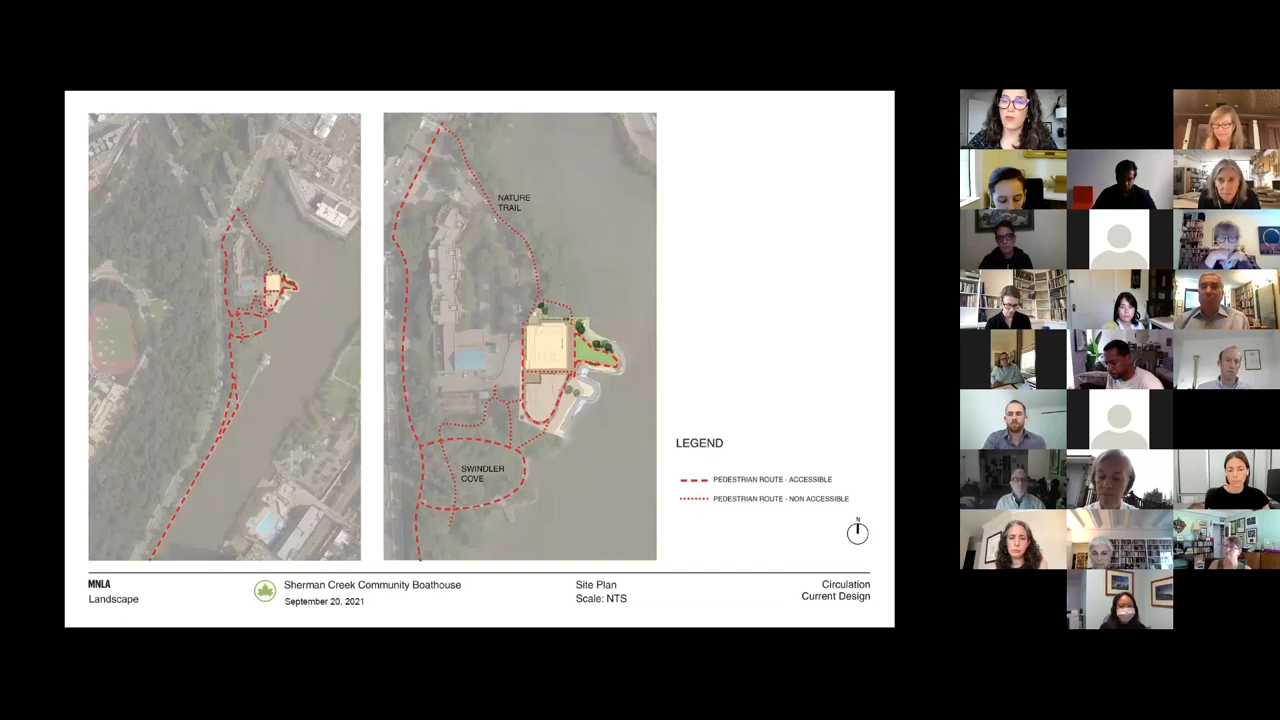 NATURE
TRAIL
SWINDLER
COVE
LEGEND
PEDESTRIAN ROUTE - ACCESSIBLE
PEDESTRIAN ROUTE - NON ACCESSIBLE
N
MNLA
Landscape
Sherman Creek Community Boathouse
September 20, 2021
Site Plan
Scale: NTS
Circulation
Current Design